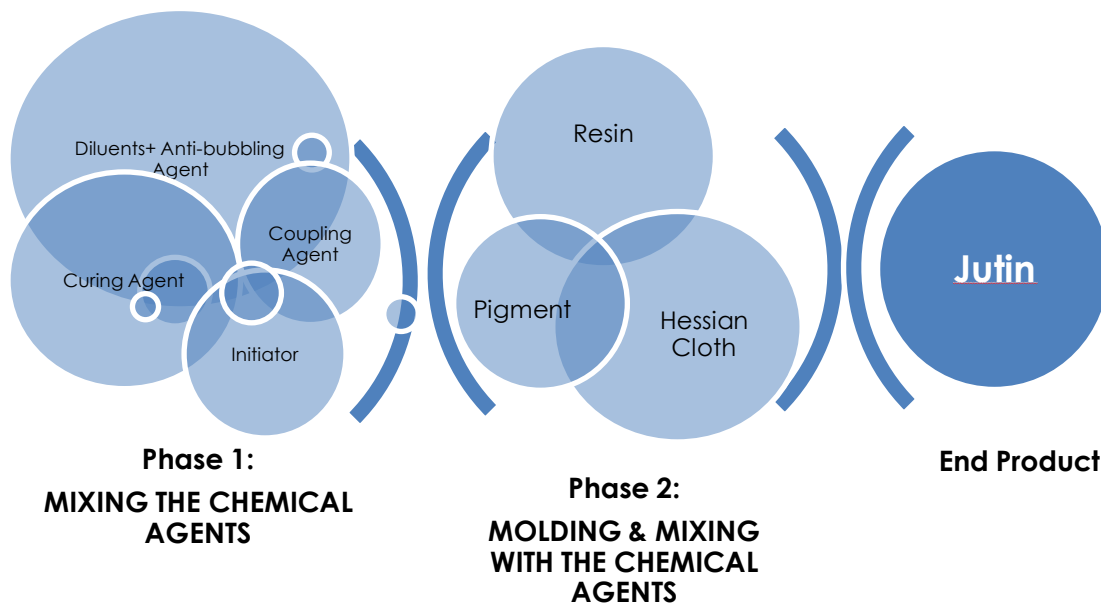 Diluents+ Anti-bubbling
Agent
Coupling
Agent
Curing Agent
Initiator
Phase 1:
MIXING THE CHEMICAL
AGENTS
Resin
Pigment
Hessian
Cloth
Phase 2:
MOLDING & MIXING
WITH THE CHEMICAL
AGENTS
Jutin
End Product